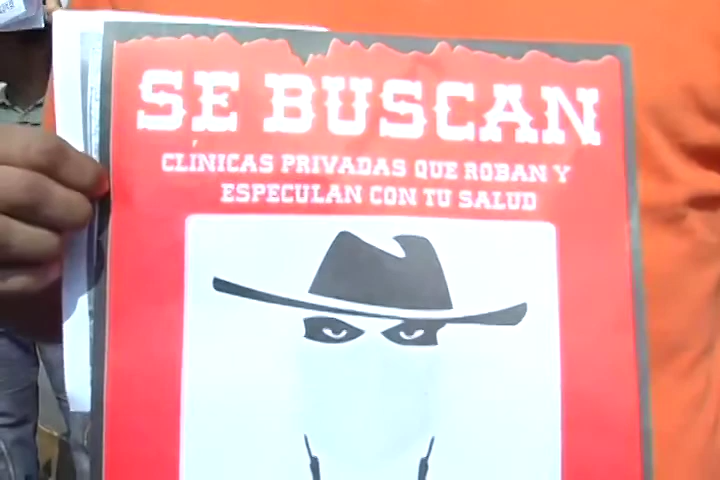 SE BUSCAN
CLÍNICAS PRIVADAS QUE ROBAN Y
ESPECULAN CON TU SALUD